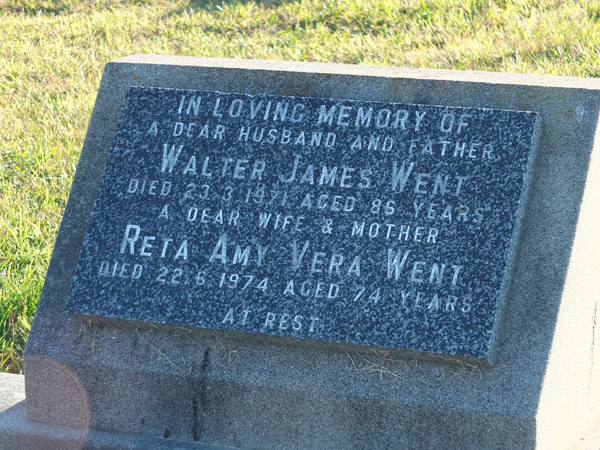 IN LOVING MEMORY OF
A DEAR HUSBAND AND FATHER
WALTER JAMES WENT
DIED 23.3.1971 AGED 86 YEARS
A DEAR WIFE & MOTHER
RETA AMY VERA WENT
DIED 22.6.1974 AGED 74 YEARS
AT REST